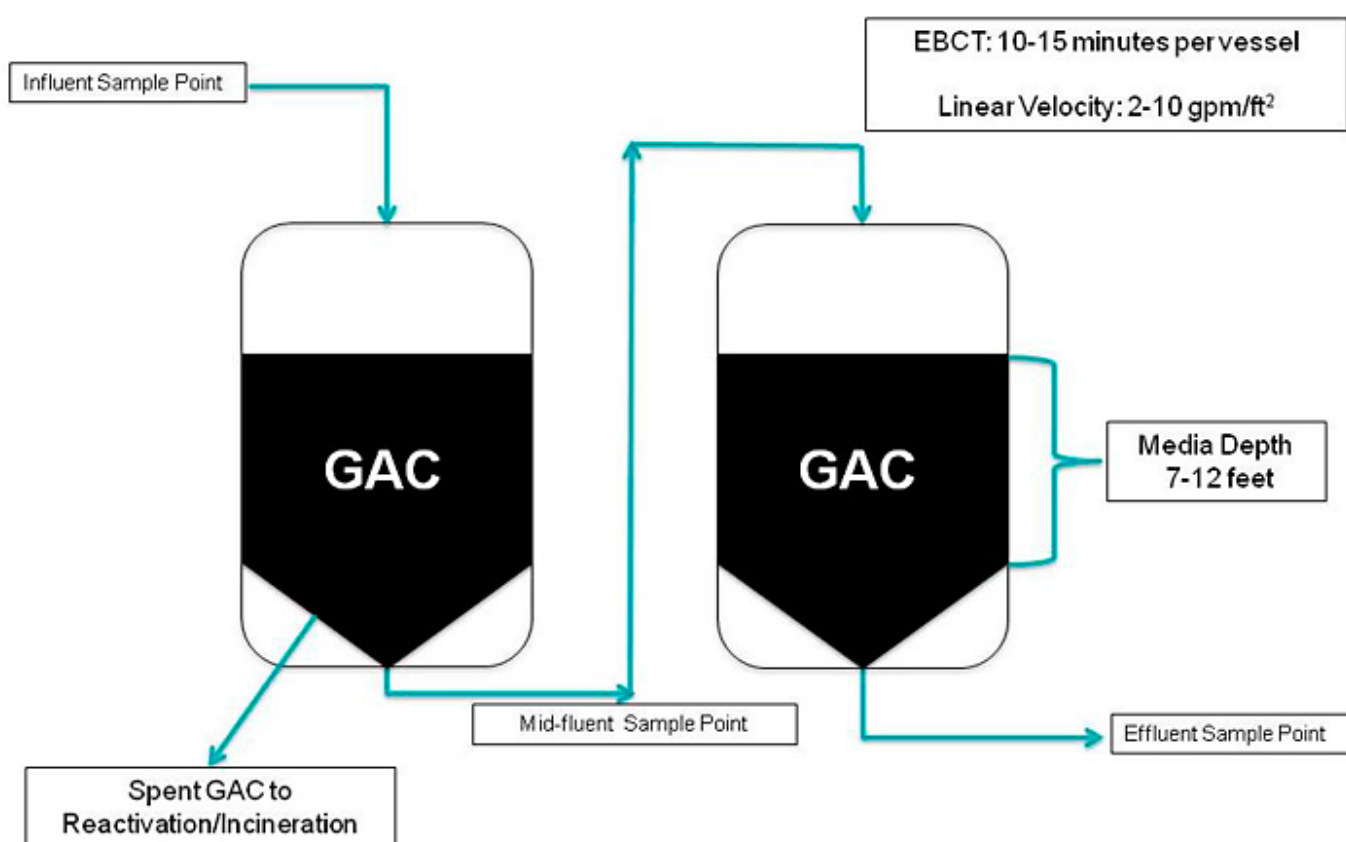 EBCT: 10-15 minutes per vessel
Linear Velocity: 2-10 gpm/ft²
Influent Sample Point
GAC
GAC
Media Depth
7-12 feet
Mid-fluent Sample Point
Effluent Sample Point
Spent GAC to
Reactivation/Incineration